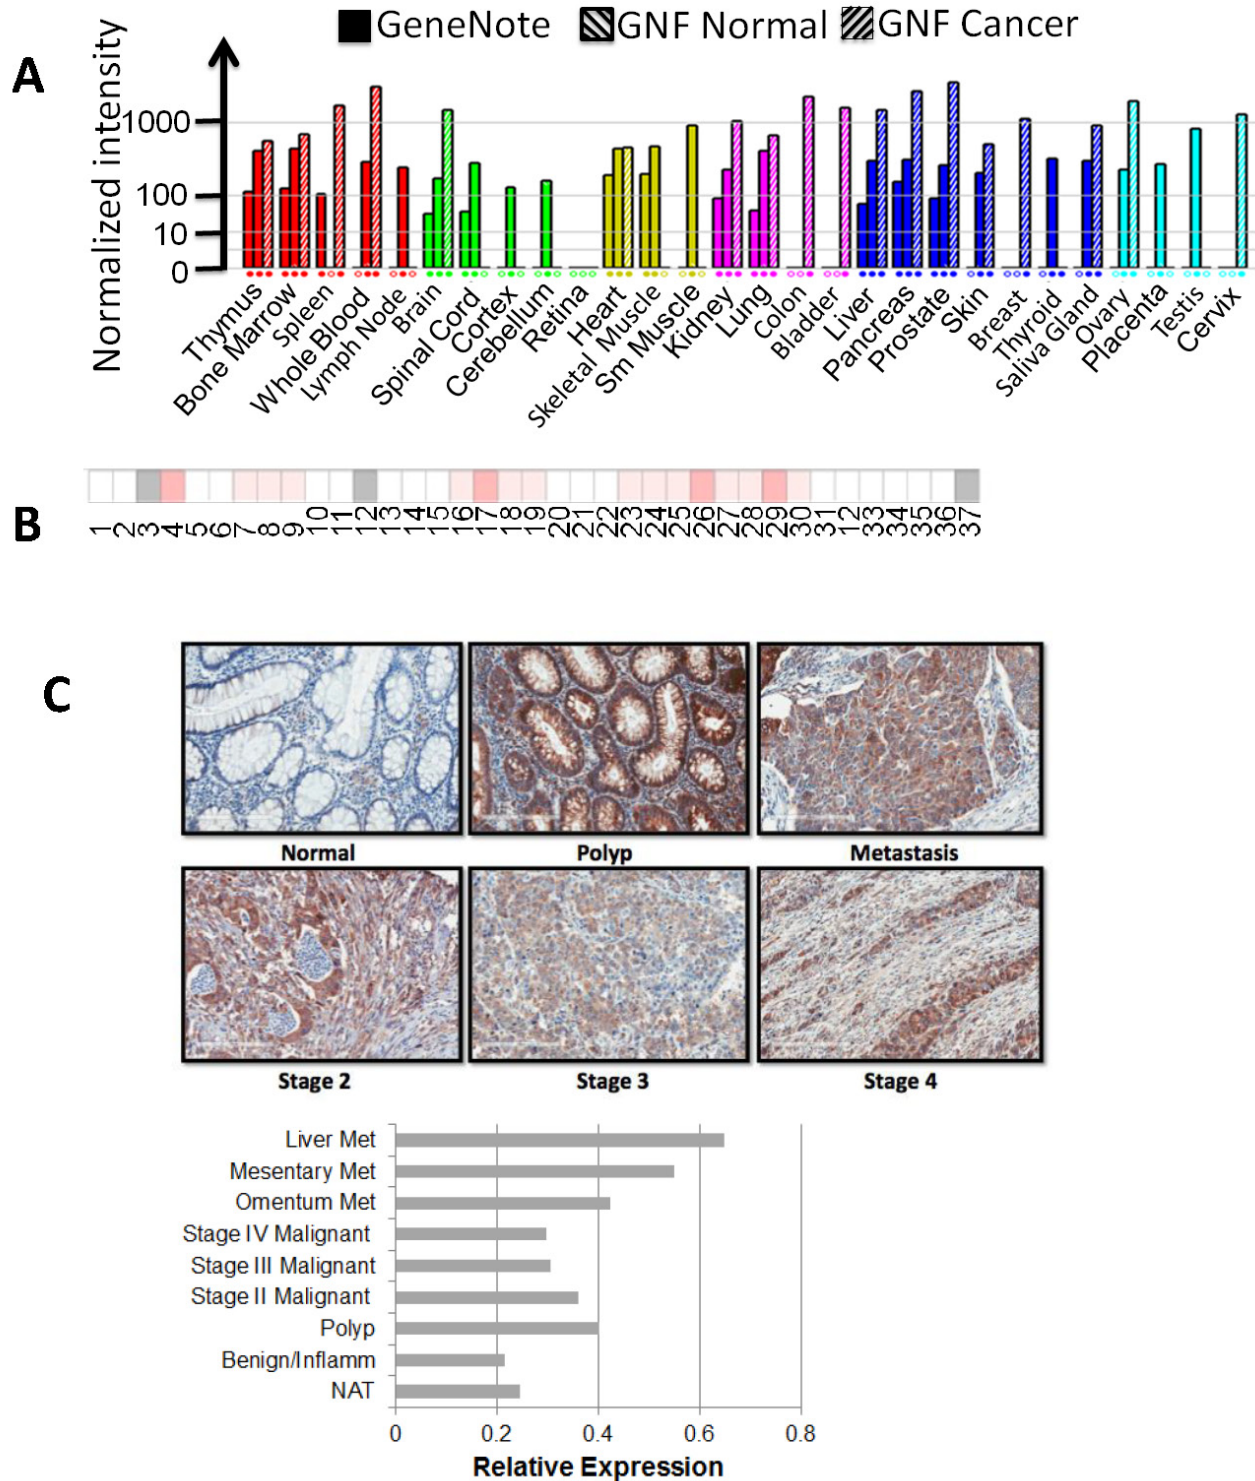 GeneNote GNF Normal GNF Cancer
A
Normalized intensity
1000
100
10
0
Thymus
Bone Marrow
Spleen
Whole Blood
Lymph Node
Brain
Spinal Cord
Cortex
Cerebellum
Retina
Heart
Skeletal Muscle
Sm Muscle
Kidney
Lung
Colon
Bladder
Liver
Pancreas
Prostate
Skin
Breast
Thyroid
Saliva Gland
Ovary
Placenta
Testis
Cervix
B
1 2 3 4 5 6 7 8 9 10 11 12 13 14 15 16 17 18 19 20 21 22 23 24 25 26 27 28 29 30 31 12 33 34 35 36 37
C
Normal Polyp Metastasis
Stage 2 Stage 3 Stage 4
Liver Met
Mesentary Met
Omentum Met
Stage IV Malignant
Stage III Malignant
Stage II Malignant
Polyp
Benign/Inflamm
NAT
0 0.2 0.4 0.6 0.8
Relative Expression